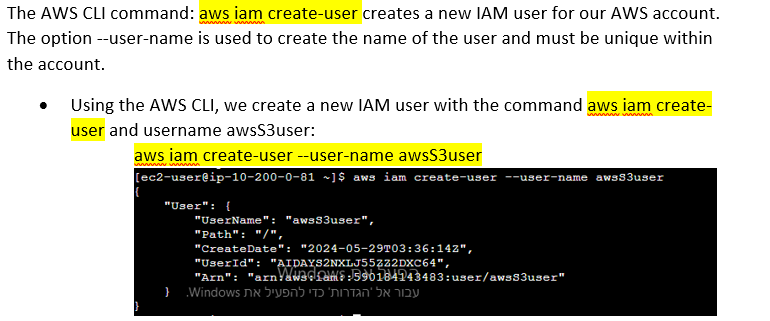 The AWS CLI command: aws iam create-user creates a new IAM user for our AWS account.
The option --user-name is used to create the name of the user and must be unique within
the account.
• Using the AWS CLI, we create a new IAM user with the command aws iam create-
user and username awsS3user:
aws iam create-user --user-name awsS3user
[ec2-user@ip-10-200-0-81 ~]$ aws iam create-user --user-name awsS3user
{
"User": {
"UserName": "awsS3user",
"Path": "/",
"CreateDate": "2024-05-29T03:36:14Z",
"UserId": "AIDAYS2NXLJ55ZZ2DXC64",
"Arn": "arn:aws:iam::590184143483:user/awsS3user"
הפעל את Windows
}
עבור אל 'הגדרות' כדי להפעיל את Windows.
}